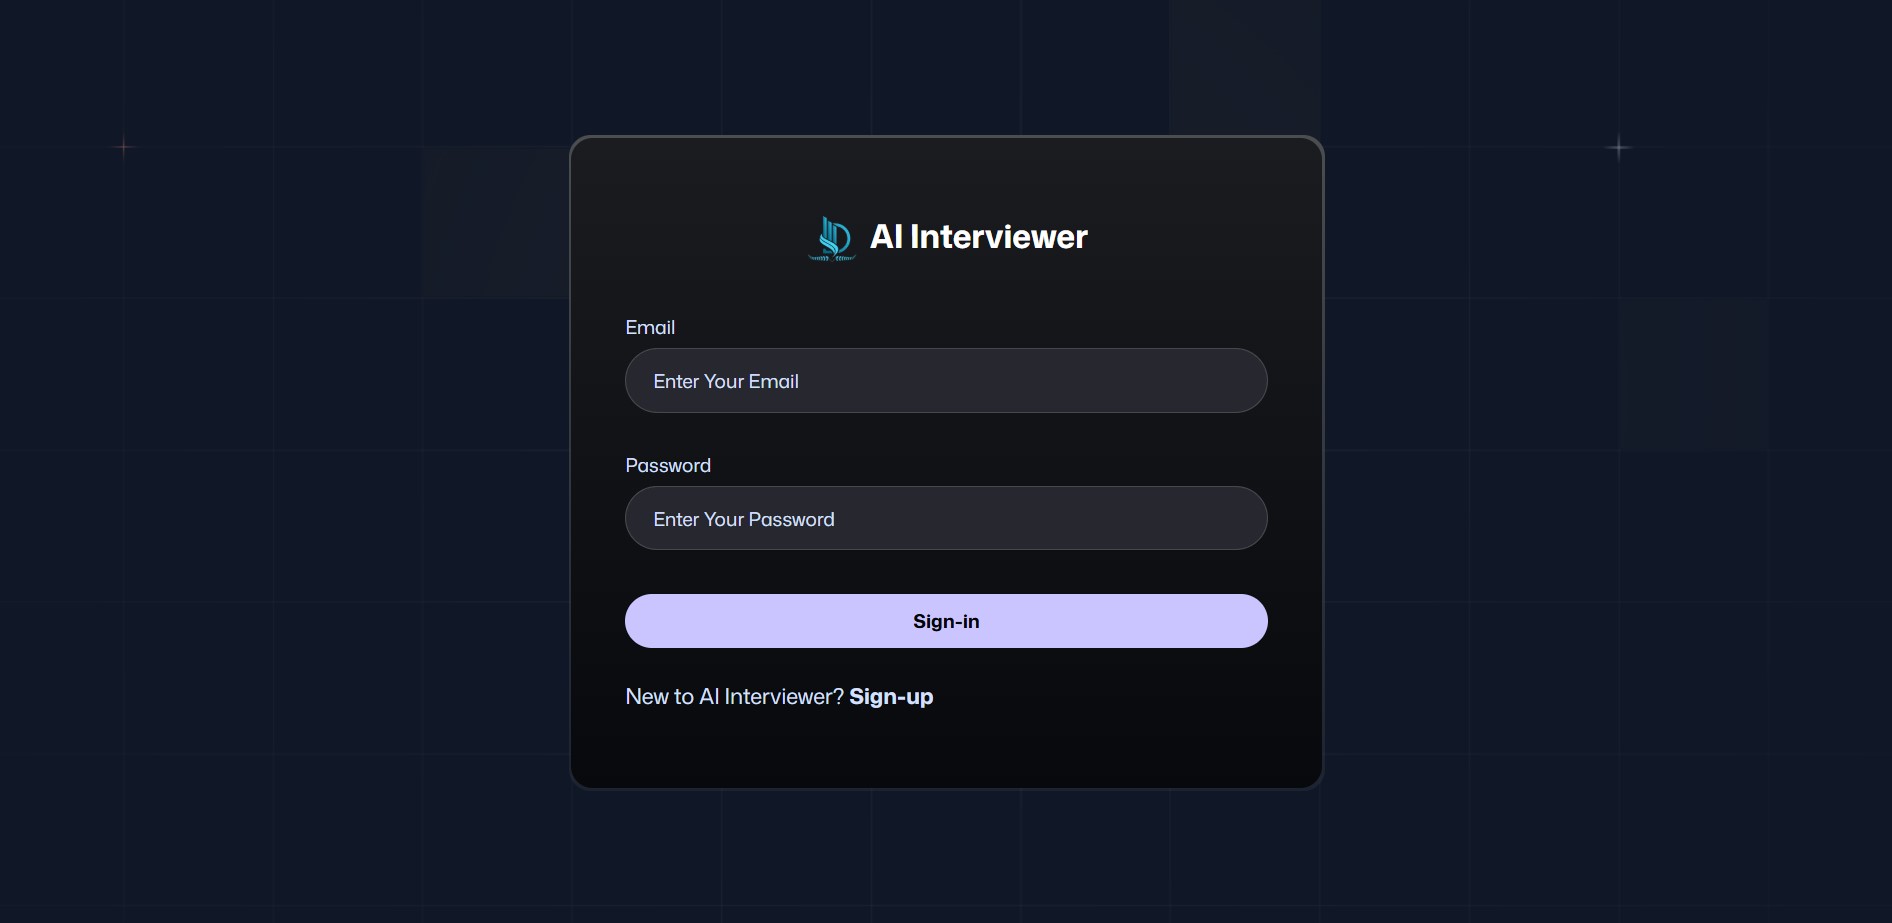 AI Interviewer
Email
Enter Your Email
Password
Enter Your Password
Sign-in
New to AI Interviewer? Sign-up